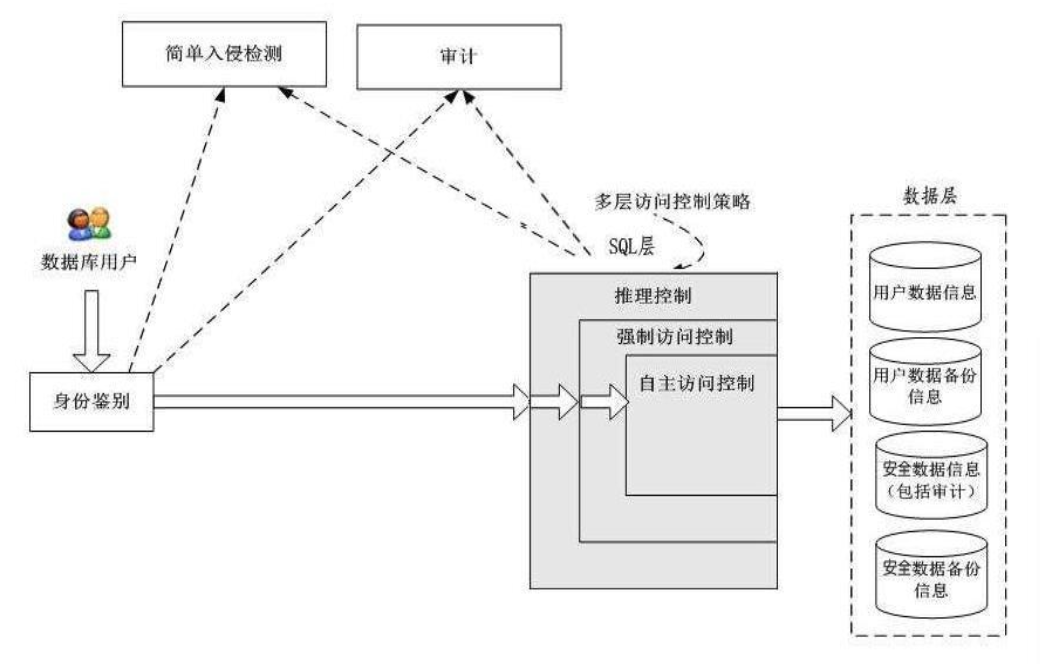 简单入侵检测
审计
多层访问控制策略
数据层
SQL层
数据库用户
推理控制
用户数据信息
强制访问控制
自主访问控制
用户数据备份
信息
身份鉴别
安全数据信息
（包括审计）
安全数据备份
信息